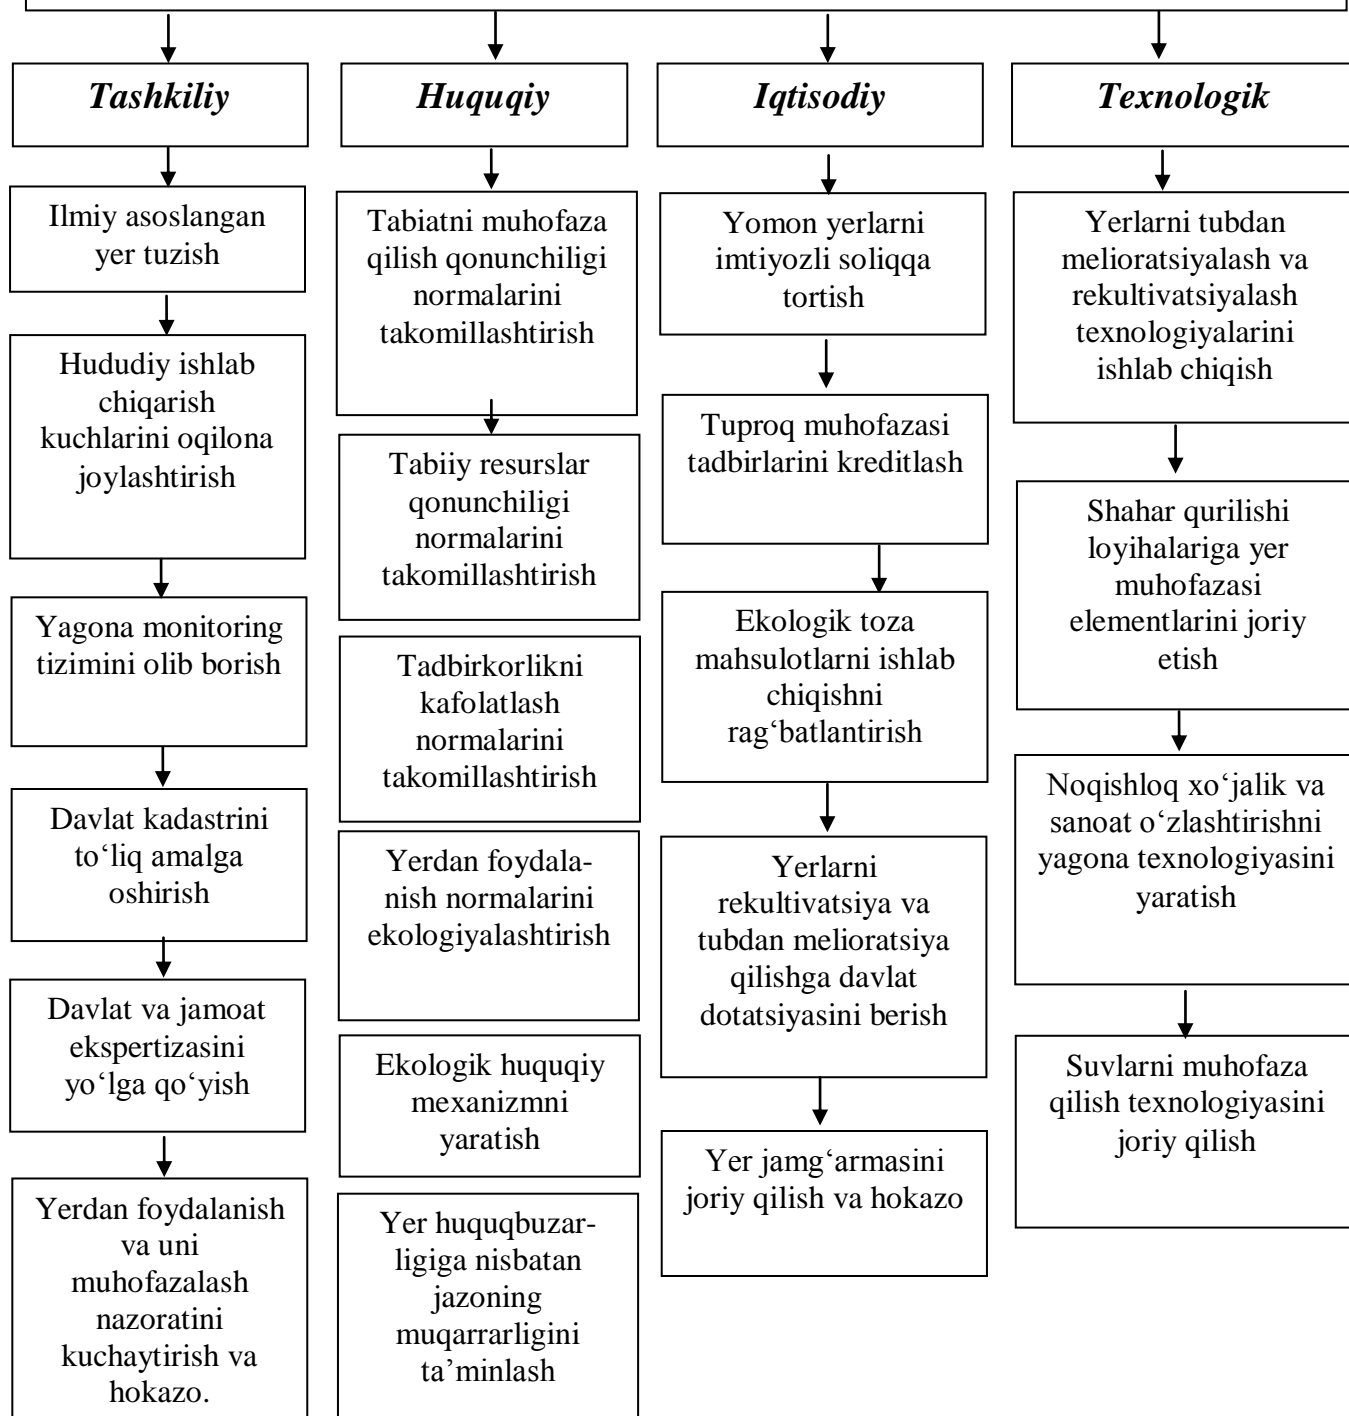 Tashkiliy
Ilmiy asoslangan
yer tuzish
Hududiy ishlab
chiqarish
kuchlarini oqilona
joylashtirish
Yagona monitoring
tizimini olib borish
Davlat kadastrini
to‘liq amalga
oshirish
Davlat va jamoat
ekspertizasini
yo‘lga qo‘yish
Yerdan foydalanish
va uni
muhofazalash
nazoratini
kuchaytirish va
hokazo.
Huquqiy
Tabiatni muhofaza
qilish qonunchiligi
normalarini
takomillashtirish
Tabiiy resurslar
qonunchiligi
normalarini
takomillashtirish
Tadbirkorlikni
kafolatlash
normalarini
takomillashtirish
Yerdan foydala-
nish normalarini
ekologiyalashtirish
Ekologik huquqiy
mexanizmni
yaratish
Yer huquqbuzar-
ligiga nisbatan
jazoning
muqarrarligini
ta’minlash
Iqtisodiy
Yomon yerlarni
imtiyozli soliqqa
tortish
Tuproq muhofazasi
tadbirlarini kreditlash
Ekologik toza
mahsulotlarni ishlab
chiqishni
rag‘batlantirish
Yerlarni
rekultivatsiya va
tubdan melioratsiya
qilishga davlat
dotatsiyasini berish
Yer jamg‘armasini
joriy qilish va hokazo
Texnologik
Yerlarni tubdan
melioratsiyalash va
rekultivatsiyalash
texnologiyalarini
ishlab chiqish
Shahar qurilishi
loyihalariga yer
muhofazasi
elementlarini joriy
etish
Noqishloq xo‘jalik va
sanoat o‘zlashtirishni
yagona texnologiyasini
yaratish
Suvlarni muhofaza
qilish texnologiyasini
joriy qilish